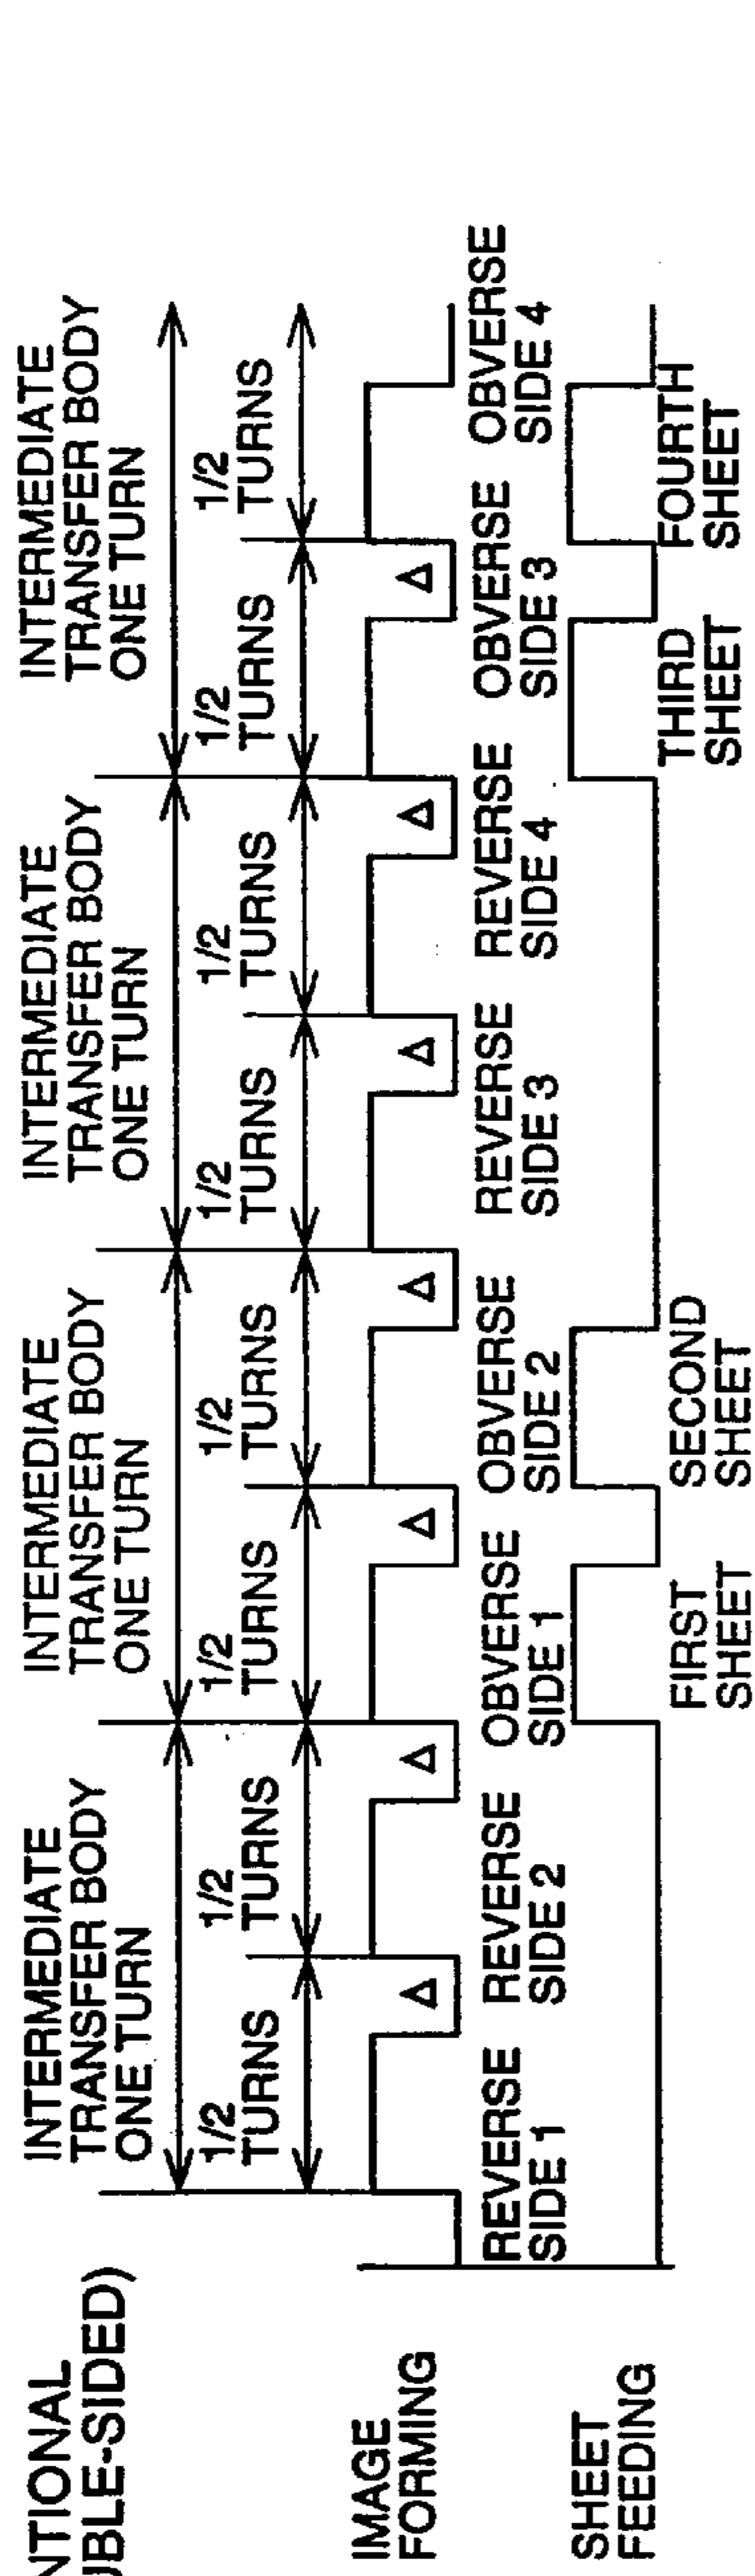 NTIONAL
UBLE-SIDED)
INTERMEDIATE
TRANSFER BODY
ONE TURN
INTERMEDIATE
TRANSFER BODY
ONE TURN
INTERMEDIATE
TRANSFER BODY
ONE TURN
INTERMEDIATE
TRANSFER BODY
ONE TURN
1/2
TURNS
1/2
TURNS
1/2
TURNS
1/2
TURNS
1/2
TURNS
1/2
TURNS
1/2
TURNS
1/2
TURNS
IMAGE
FORMING
REVERSE
SIDE 1
REVERSE
SIDE 2
OBVERSE
SIDE 1
OBVERSE
SIDE 2
REVERSE
SIDE 3
REVERSE
SIDE 4
OBVERSE
SIDE 3
OBVERSE
SIDE 4
SHEET
FEEDING
FIRST
SHEET
SECOND
SHEET
THIRD
SHEET
FOURTH
SHEET